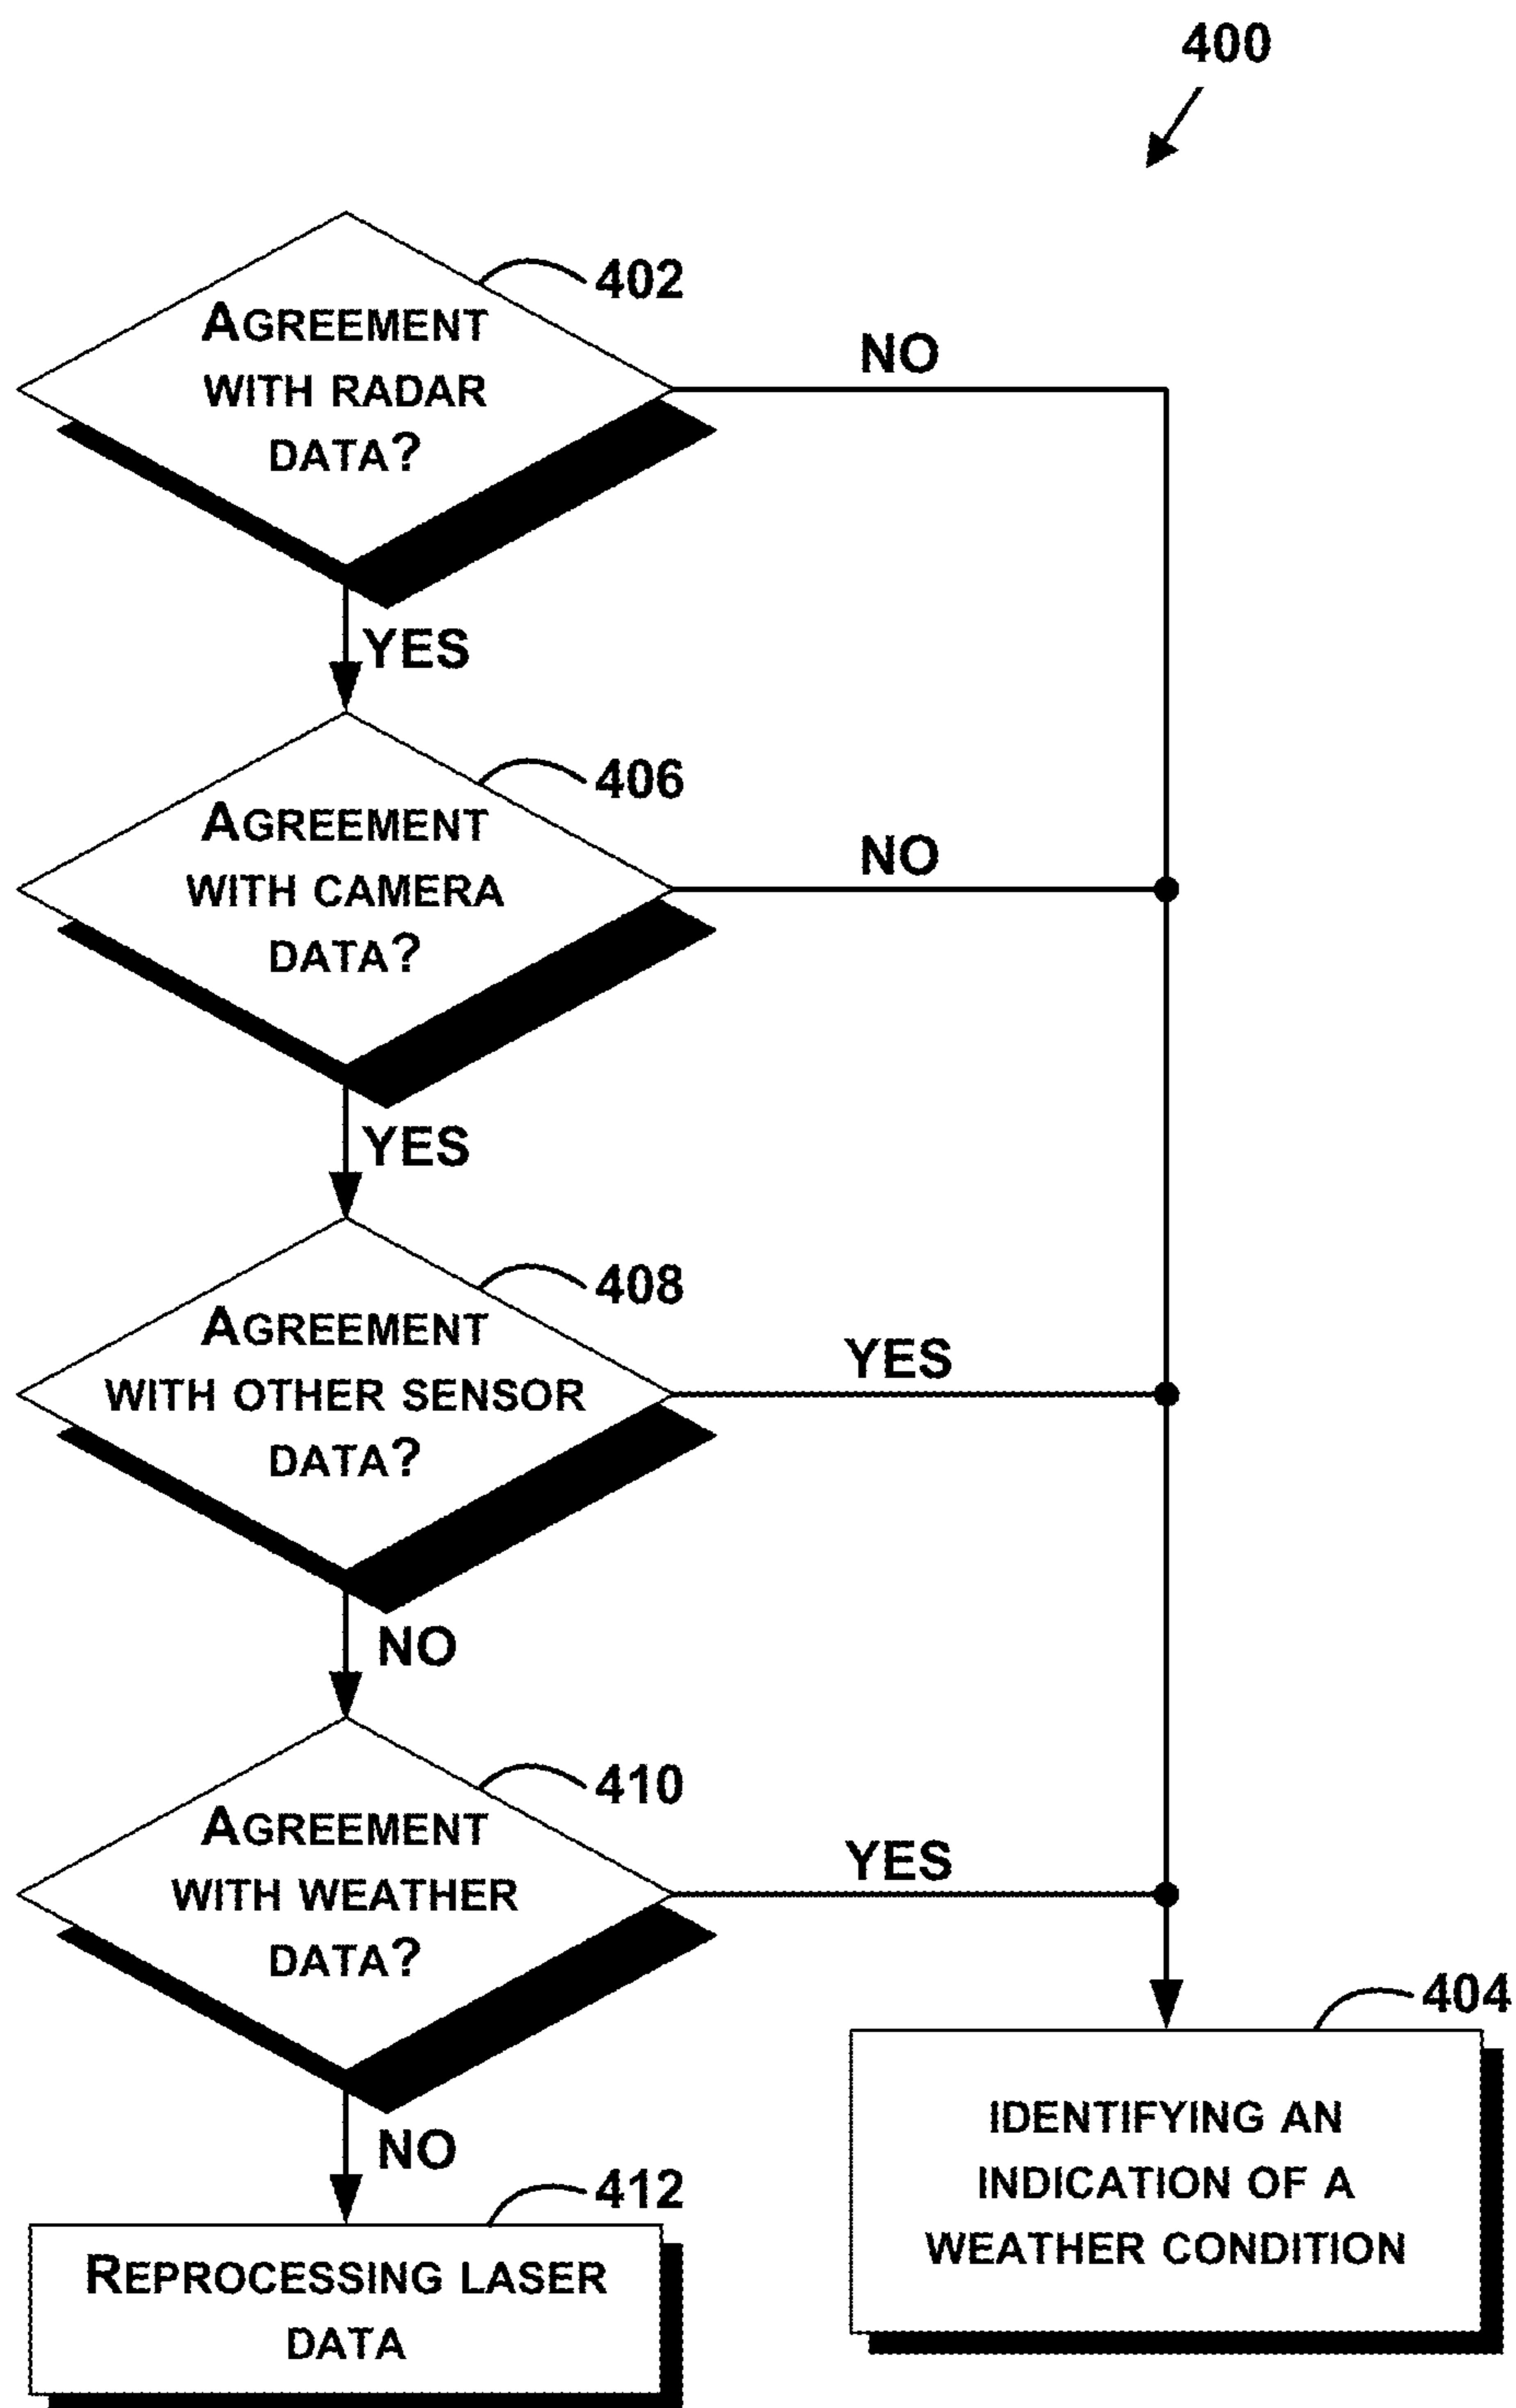 400
402
AGREEMENT
WITH RADAR
DATA?
NO
YES
406
AGREEMENT
WITH CAMERA
DATA?
NO
YES
408
AGREEMENT
WITH OTHER SENSOR
DATA?
YES
NO
410
AGREEMENT
WITH WEATHER
DATA?
YES
NO
404
IDENTIFYING AN
INDICATION OF A
WEATHER CONDITION
412
REPROCESSING LASER
DATA